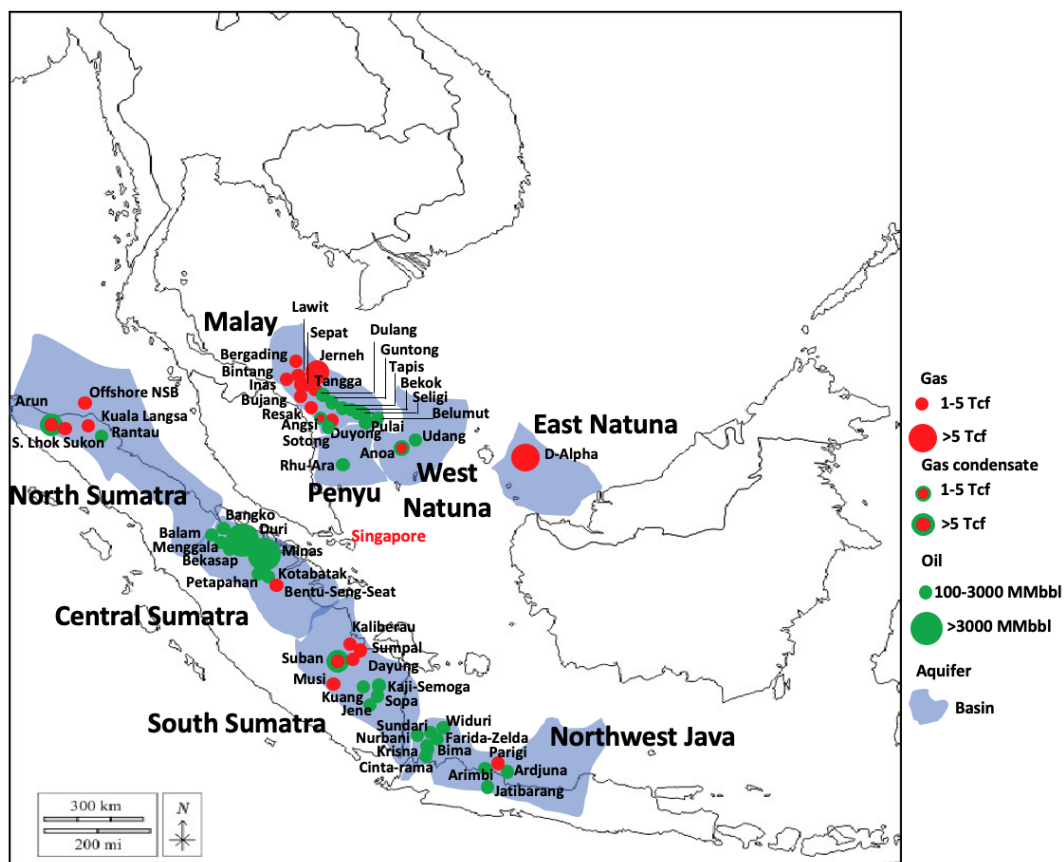 Lawit
Malay
Sepat
Dulang
Bergading
Jerneh
Guntong
Bintang
Tangga
Tapis
Inas
Bekok
Offshore NSB
Bujang
Seligi
Arun
Kuala Langsa
Resak
Belumut
East Natuna
Rantau
Angsi
Duyong
Pulai
S. Lhok Sukon
Sotong
Udang
Anoa
D-Alpha
Rhu-Ara
West
Natuna
North Sumatra
Penyu
Bangko
Balam
Duri
Singapore
Menggala
Minas
Bekasap
Petapahan
Kotabatak
Bentu-Seng-Seat
Central Sumatra
Kaliberau
Sumpal
Suban
Dayung
Musi
Kaji-Semoga
Kuang
Sopa
Jene
South Sumatra
Sundari
Widuri
Nurbani
Farida-Zelda
Northwest Java
Krisna
Bima
Parigi
Cinta-rama
Arimbi
Ardjuna
Jatibarang
300 km
200 mi
N
Gas
1-5 Tcf
>5 Tcf
Gas condensate
1-5 Tcf
>5 Tcf
Oil
100-3000 MMbbl
>3000 MMbbl
Aquifer
Basin